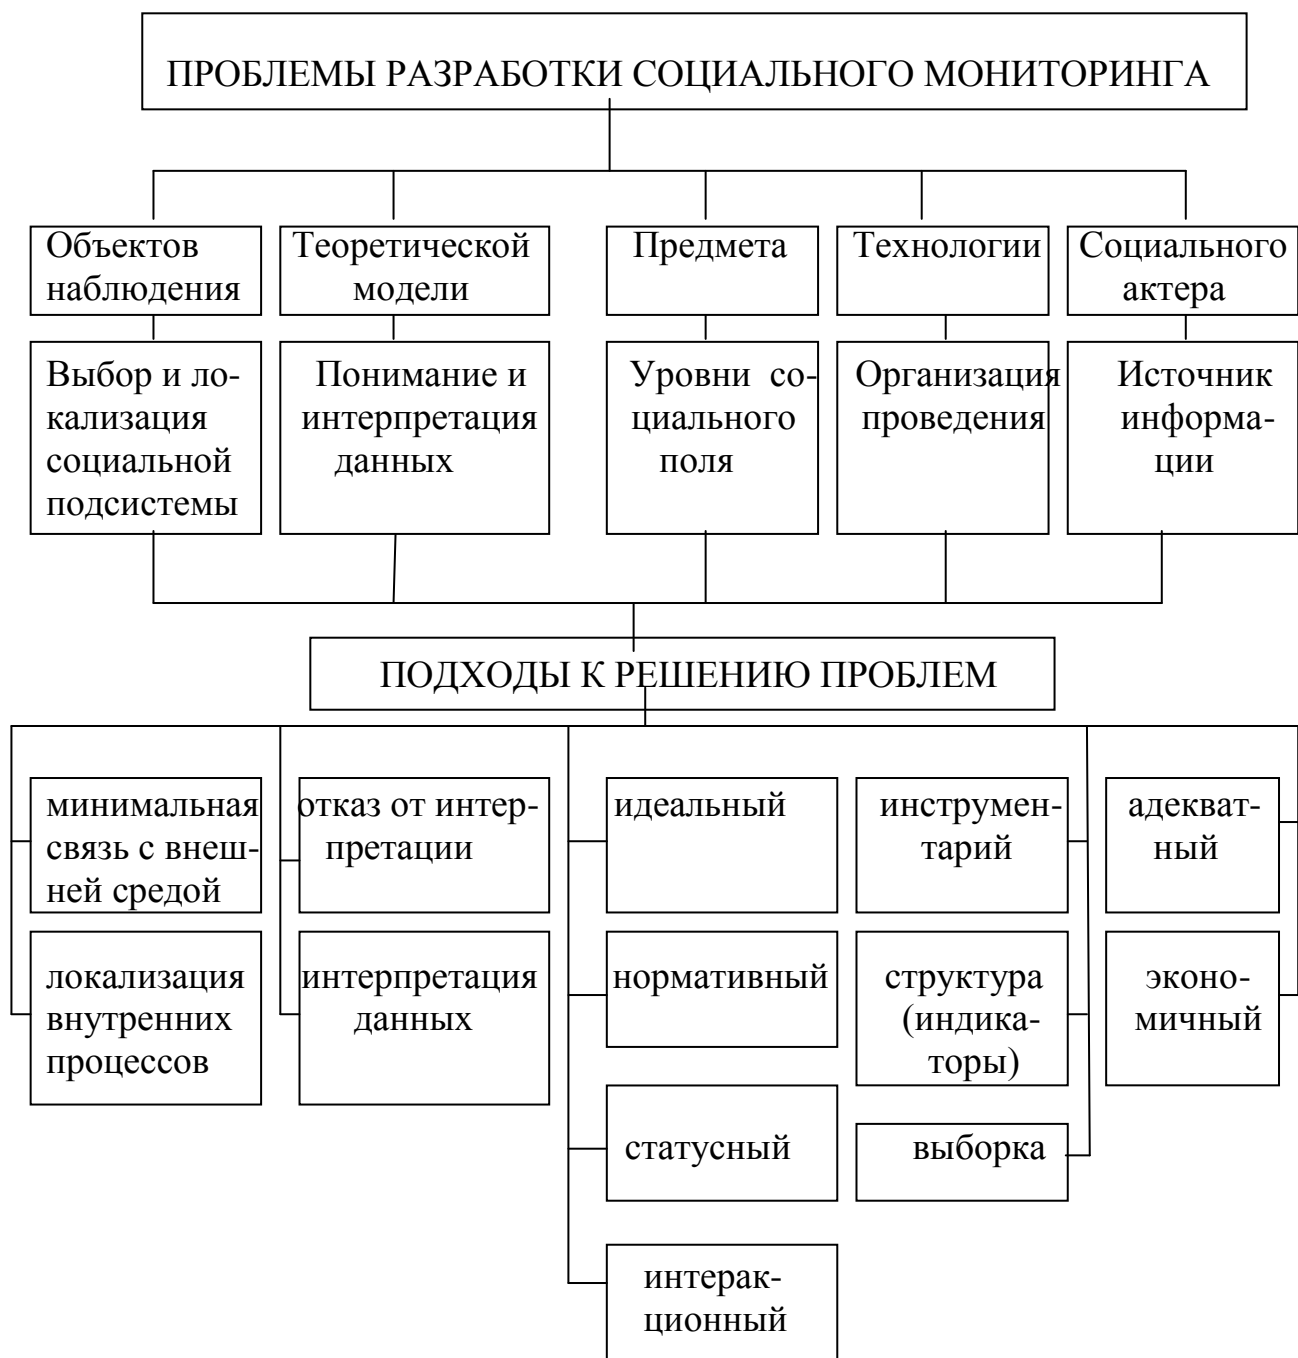 ПРОБЛЕМЫ РАЗРАБОТКИ СОЦИАЛЬНОГО МОНИТОРИНГА
Объектов
наблюдения
Теоретической
модели
Предмета
Технологии
Социального
актера
Выбор и ло-
кализация
социальной
подсистемы
Понимание и
интерпретация
данных
Уровни со-
циального
поля
Организация
проведения
Источник
информа-
ции
ПОДХОДЫ К РЕШЕНИЮ ПРОБЛЕМ
минимальная
связь с внеш-
ней средой
отказ от интер-
претации
идеальный
инструмен-
тарий
адекват-
ный
локализация
внутренних
процессов
интерпретация
данных
нормативный
структура
(индика-
торы)
эконо-
мичный
статусный
выборка
интерак-
ционный